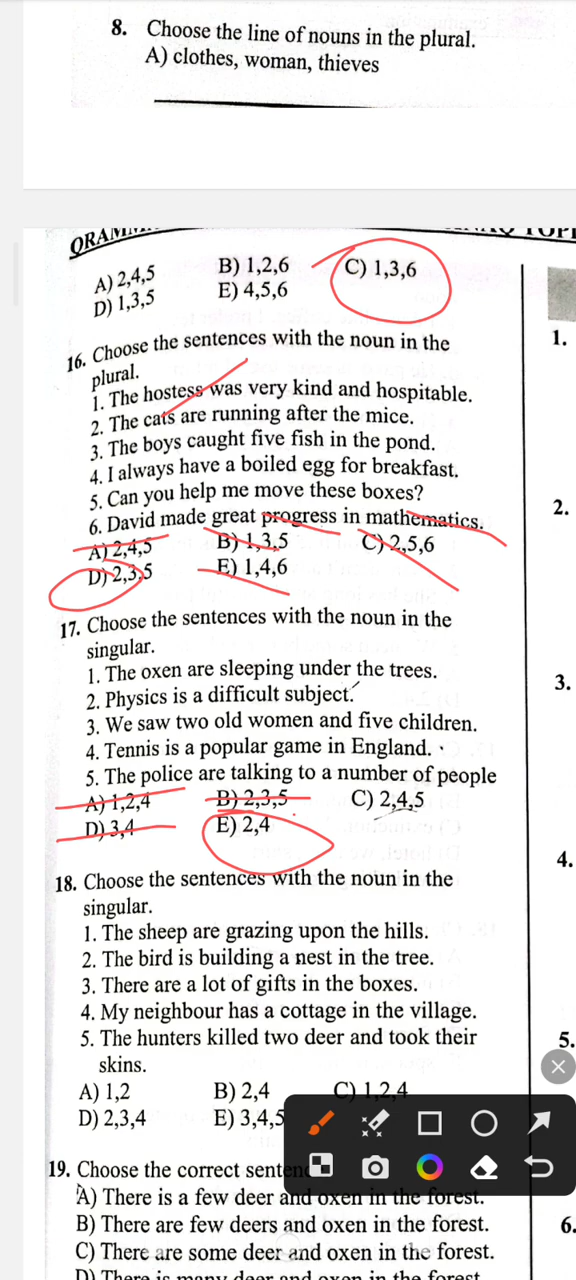 8. Choose the line of nouns in the plural.
A) clothes, woman, thieves
A) 2,4,5 B) 1,2,6 C) 1,3,6
D) 1,3,5 E) 4,5,6
16. Choose the sentences with the noun in the
plural.
1. The hostess was very kind and hospitable.
2. The cats are running after the mice.
3. The boys caught five fish in the pond.
4. I always have a boiled egg for breakfast.
5. Can you help me move these boxes?
6. David made great progress in mathematics.
A) 2,4,5 B) 1,3,5 C) 2,5,6
D) 2,3,5 E) 1,4,6
17. Choose the sentences with the noun in the
singular.
1. The oxen are sleeping under the trees.
2. Physics is a difficult subject.
3. We saw two old women and five children.
4. Tennis is a popular game in England.
5. The police are talking to a number of people
A) 1,2,4 B) 2,3,5 C) 2,4,5
D) 3,4 E) 2,4
18. Choose the sentences with the noun in the
singular.
1. The sheep are grazing upon the hills.
2. The bird is building a nest in the tree.
3. There are a lot of gifts in the boxes.
4. My neighbour has a cottage in the village.
5. The hunters killed two deer and took their
skins.
A) 1,2 B) 2,4 C) 1,2,4
D) 2,3,4 E) 3,4,5
19. Choose the correct
A) There is a few deer and oxen in the forest.
B) There are few deers and oxen in the forest.
C) There are some deer and oxen in the forest.
D) There is many deer and oxen in the forest
1.
2.
3.
4.
5.
6.